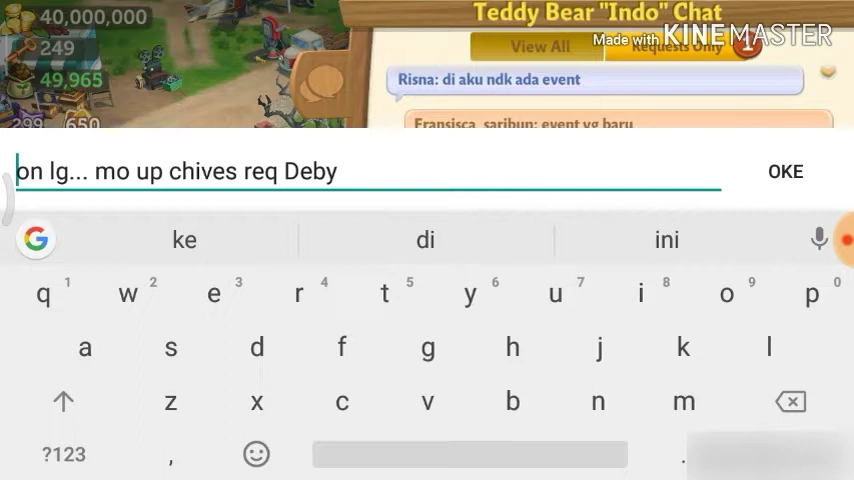 40,000,000
249
49,965
299 650
Teddy Bear "Indo" Chat
View All
Requests Only
1
Made with KINEMASTER
Risna: di aku ndk ada event
Fransisca_saribun: event yg baru
on lg... mo up chives req Deby
OKE
G
ke
di
ini
q 1 w 2 e 3 r 4 t 5 y 6 u 7 i 8 o 9 p 0
a s d f g h j k l
z x c v b n m
?123 , .